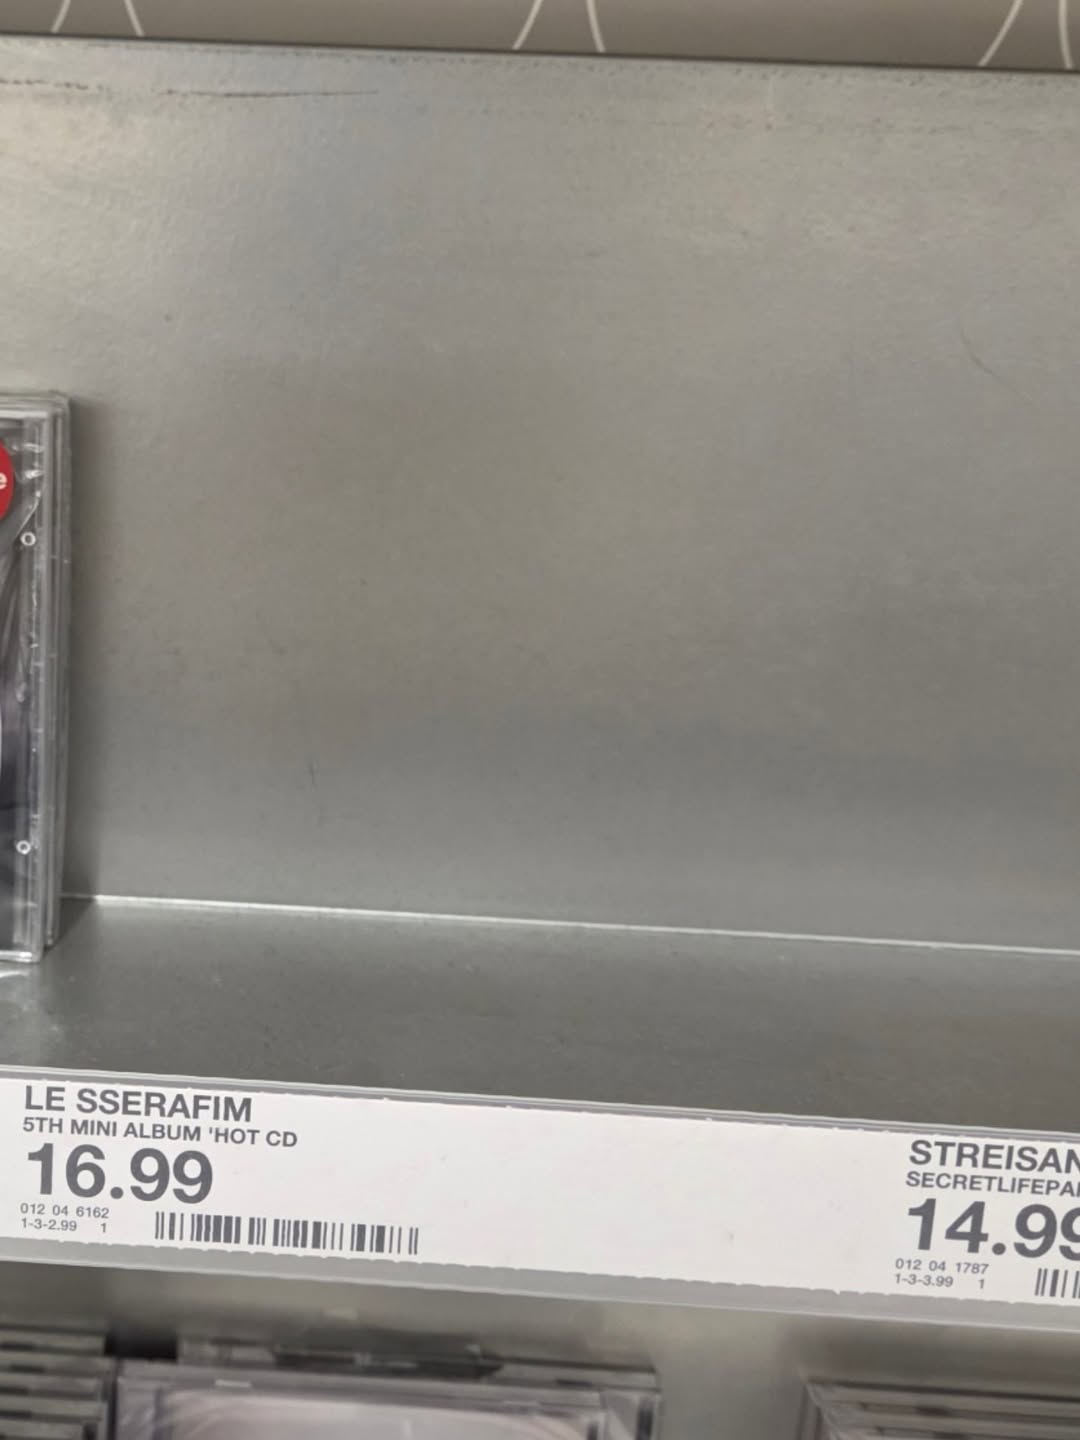 e
LE SSERAFIM
5TH MINI ALBUM 'HOT CD
16.99
012 04 6162
1-3-2.99 1
STREISAN
SECRETLIFEPA
14.99
012 04 1787
1-3-3.99 1